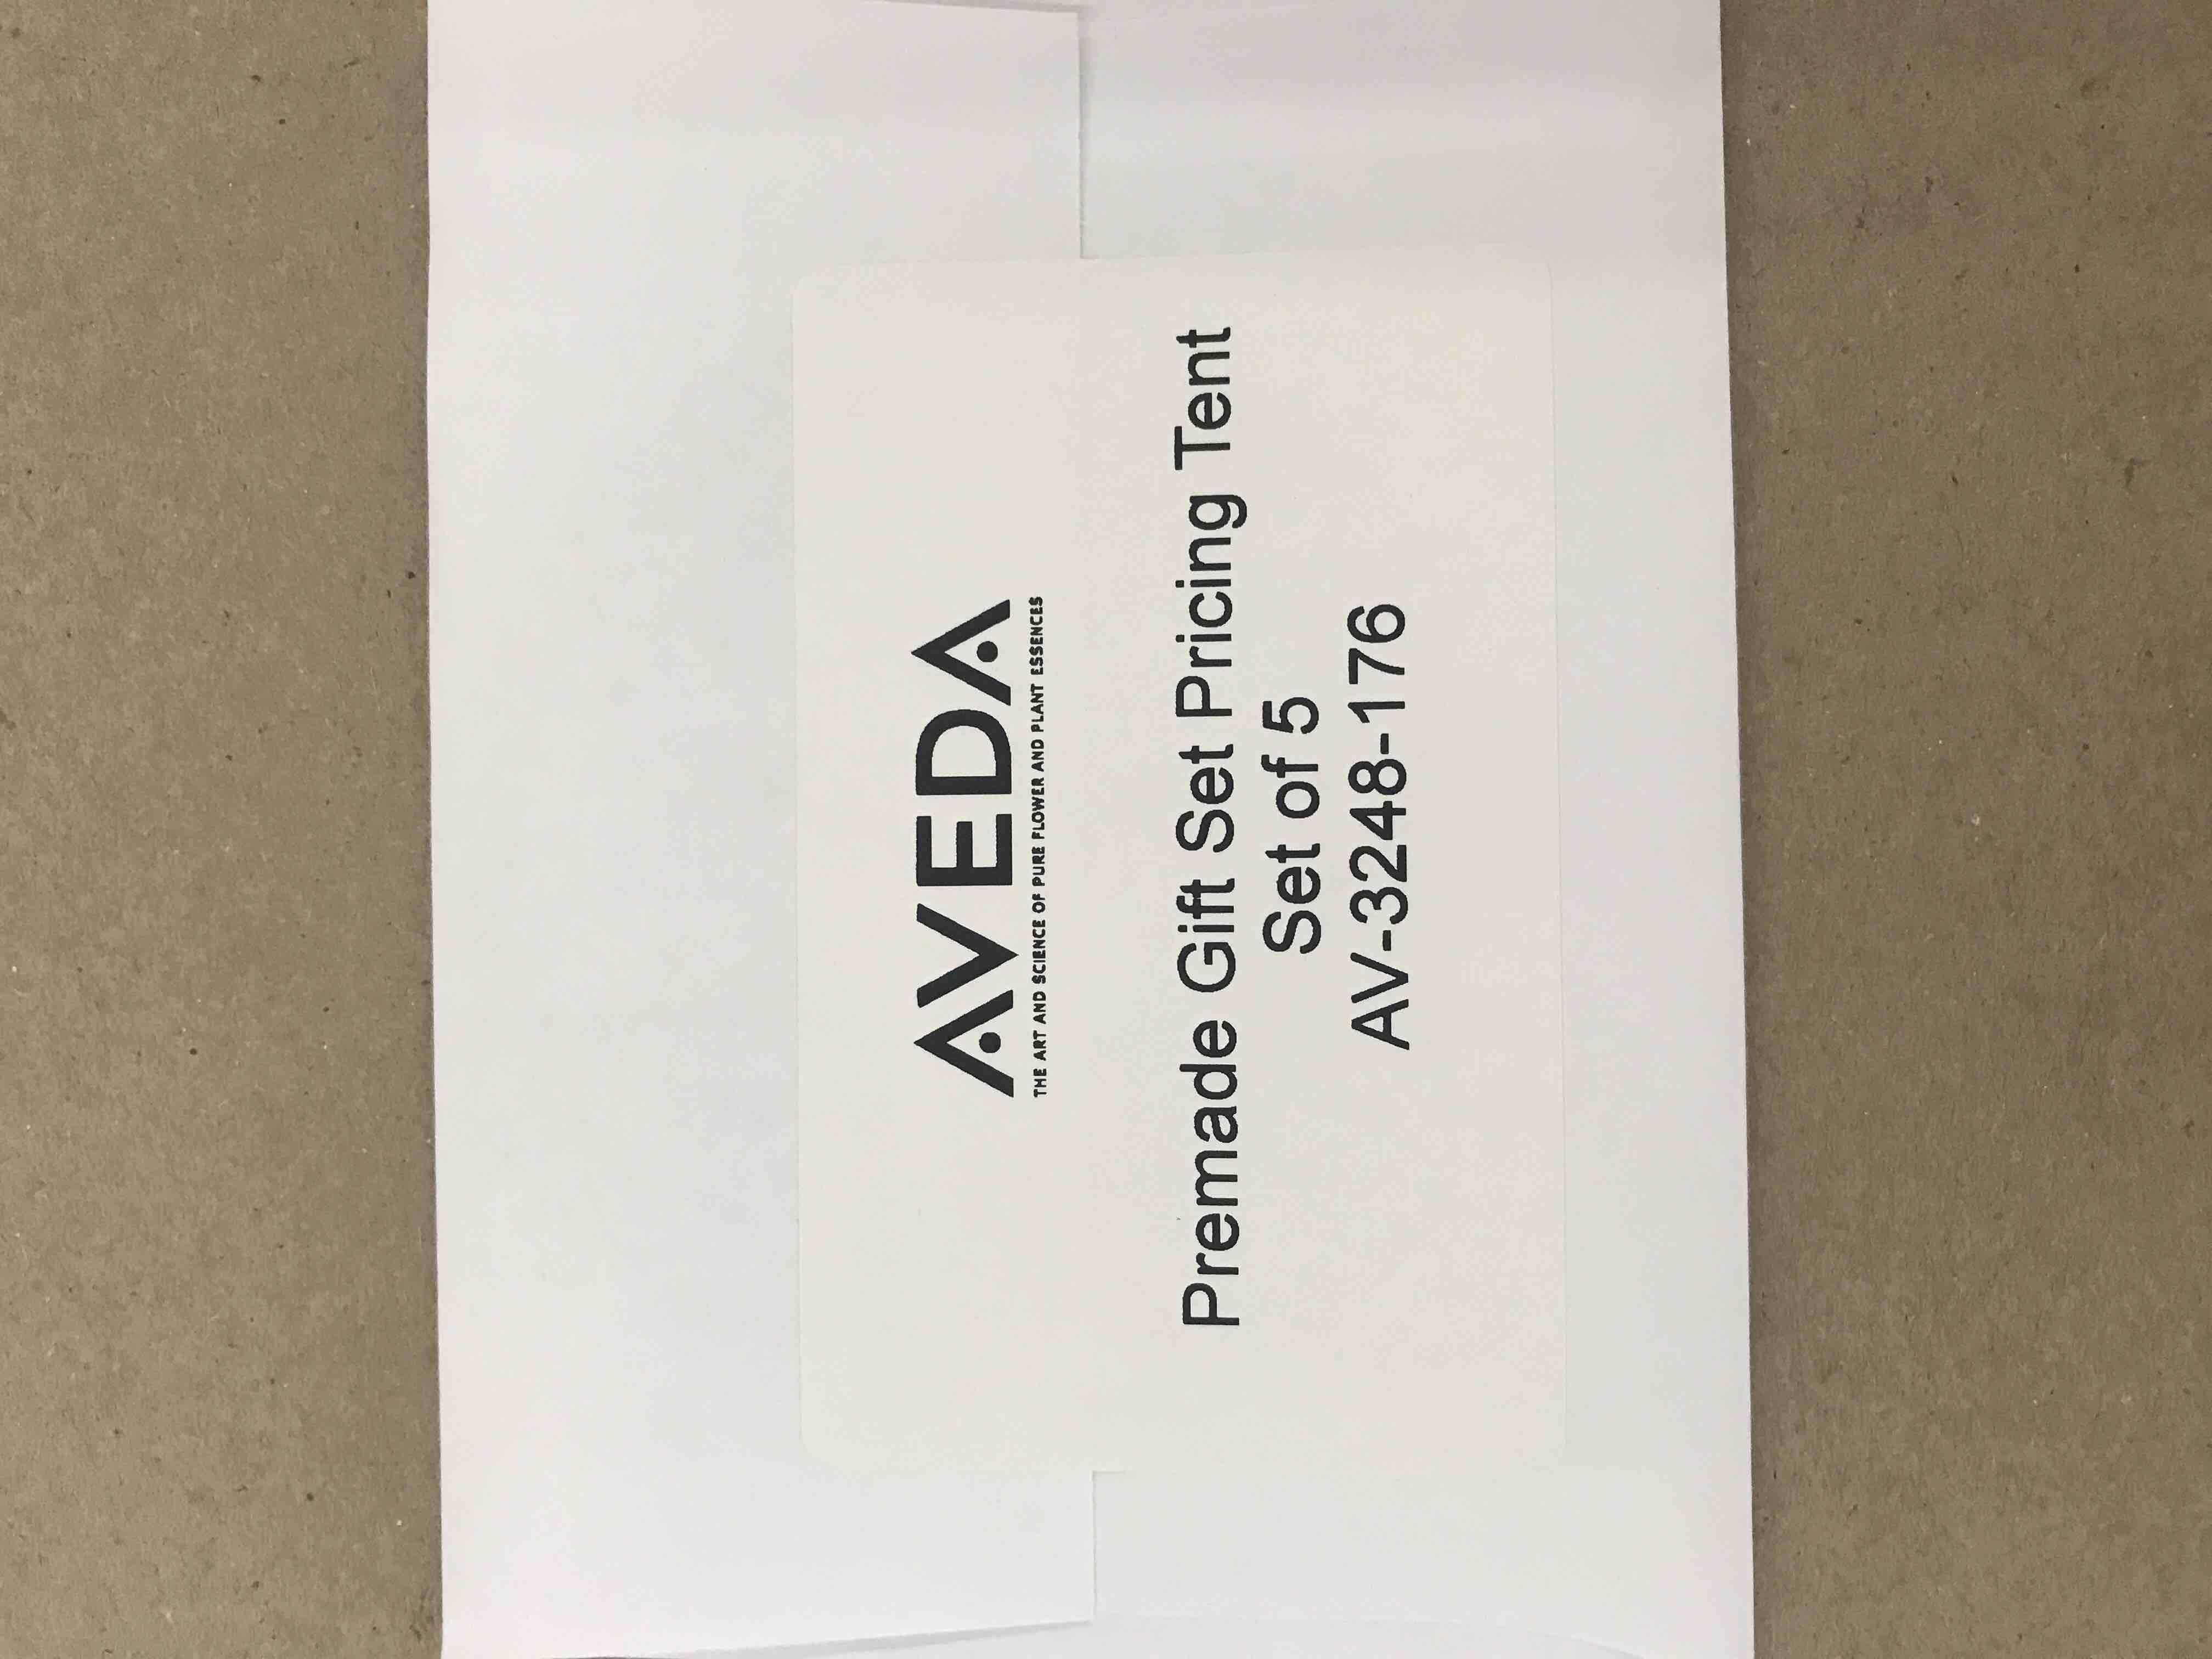 AVEDA
THE ART AND SCIENCE OF PURE FLOWER AND PLANT ESSENCES
Premade Gift Set Pricing Tent
Set of 5
AV-3248-176